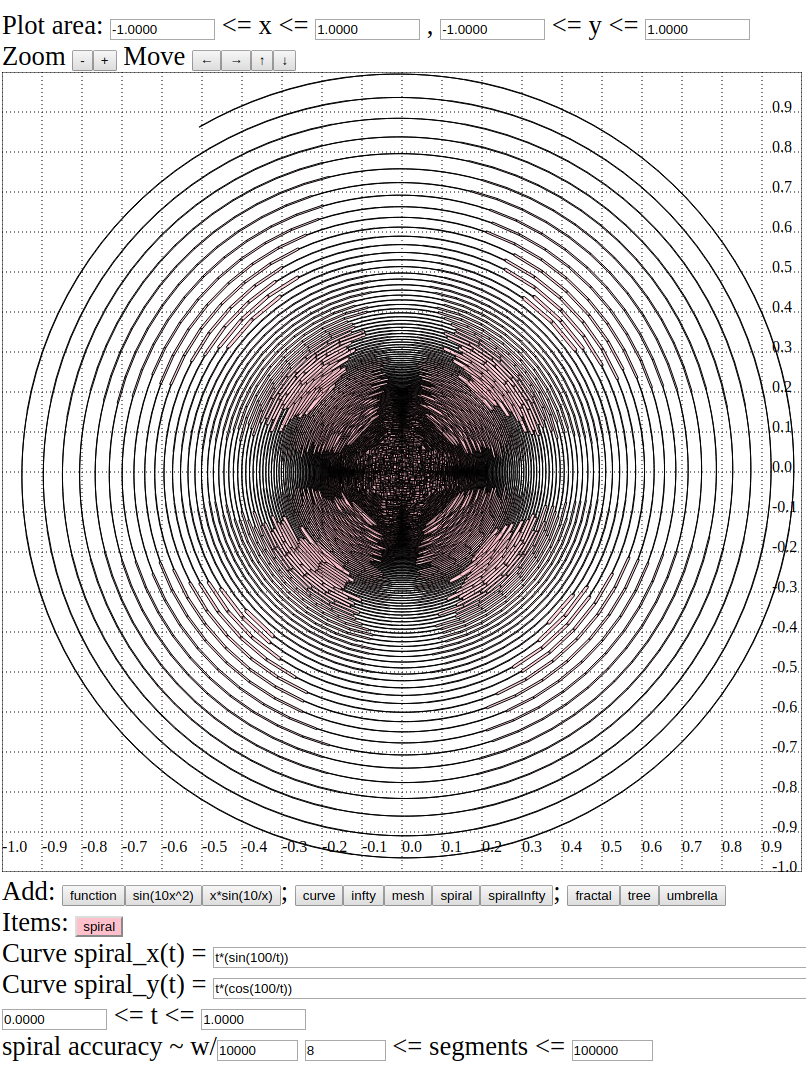 Plot area: -1.0000 <= x <= 1.0000 , -1.0000 <= y <= 1.0000
Zoom - + Move ← → ↑ ↓
0.9
0.8
0.7
0.6
0.5
0.4
0.3
0.2
0.1
0.0
-0.1
-0.2
-0.3
-0.4
-0.5
-0.6
-0.7
-0.8
-0.9
-1.0 -0.9 -0.8 -0.7 -0.6 -0.5 -0.4 -0.3 -0.2 -0.1 0.0 0.1 0.2 0.3 0.4 0.5 0.6 0.7 0.8 0.9
-1.0
Add: function sin(10x^2) x*sin(10/x) ; curve infty mesh spiral spiralInfty ; fractal tree umbrella
Items: spiral
Curve spiral_x(t) = t*(sin(100/t))
Curve spiral_y(t) = t*(cos(100/t))
0.0000 <= t <= 1.0000
spiral accuracy ~ w/ 10000 8 <= segments <= 100000